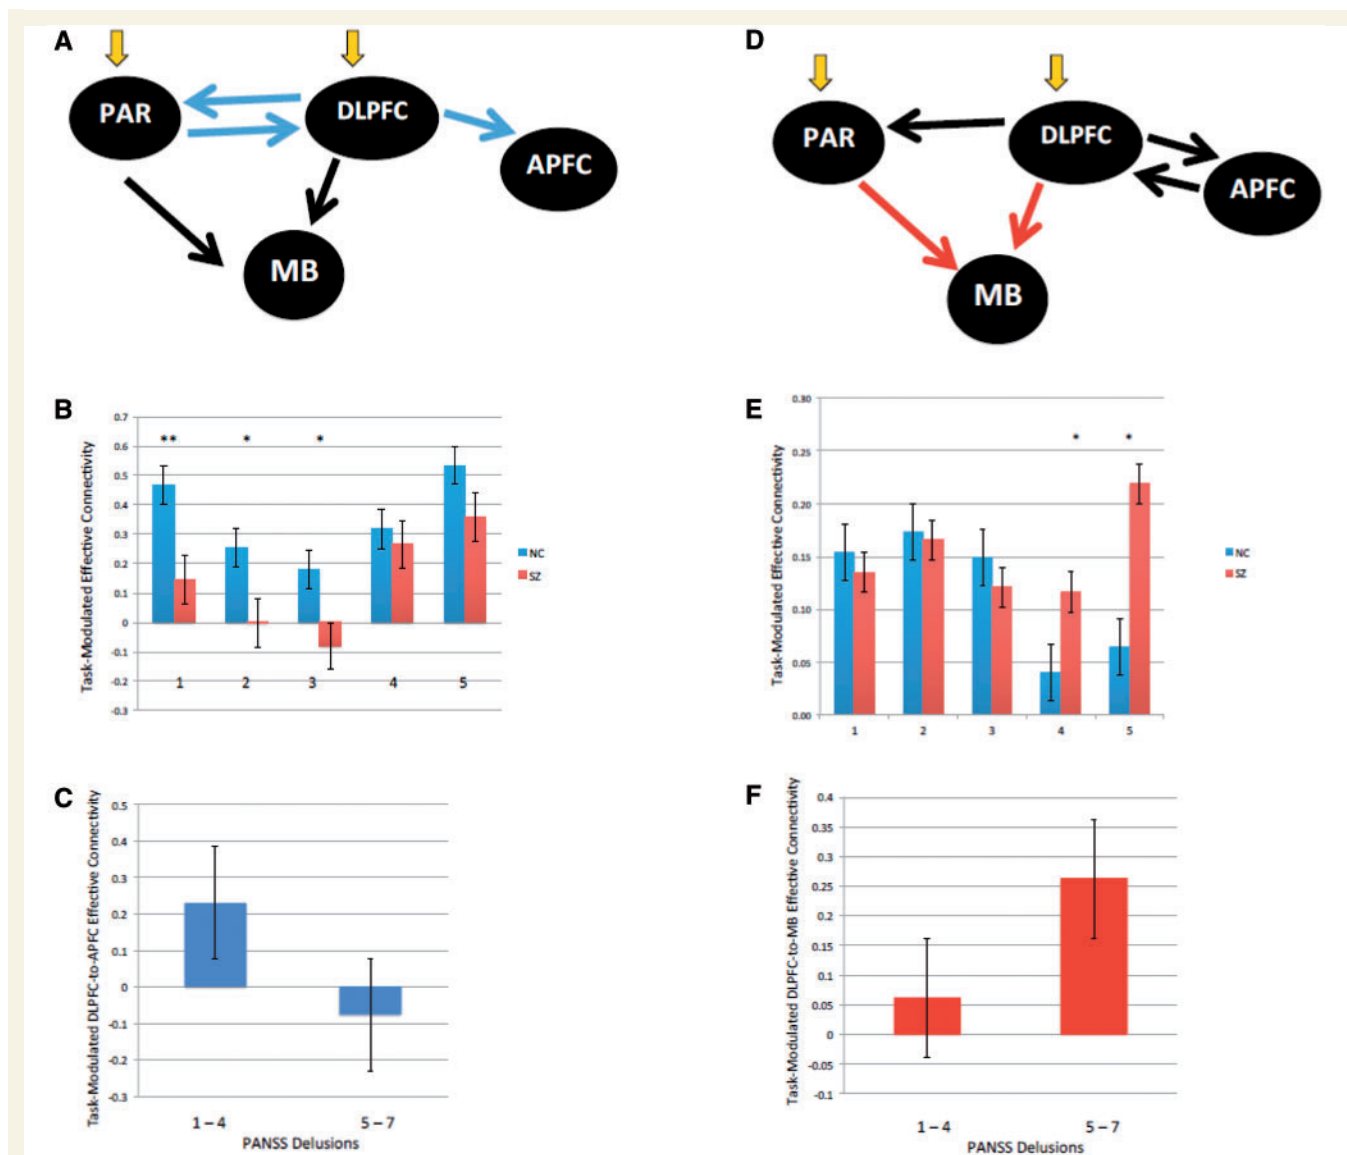 A
PAR
DLPFC
APFC
MB
B
Task-Modulated Effective Connectivity
0.7
0.6
0.5
0.4
0.3
0.2
0.1
0
-0.1
-0.2
-0.3
**
*
*
1 2 3 4 5
NC
SZ
C
Task-Modulated DLPFC-to-APFC Effective Connectivity
0.5
0.4
0.3
0.2
0.1
0
-0.1
-0.2
-0.3
1 – 4 5 – 7
PANSS Delusions
D
PAR
DLPFC
APFC
MB
E
Task-Modulated Effective Connectivity
0.30
0.25
0.20
0.15
0.10
0.05
0.00
*
*
1 2 3 4 5
NC
SZ
F
Task-Modulated DLPFC-to-MB Effective Connectivity
0.4
0.35
0.3
0.25
0.2
0.15
0.1
0.05
0
-0.05
-0.1
1 – 4 5 – 7
PANSS Delusions